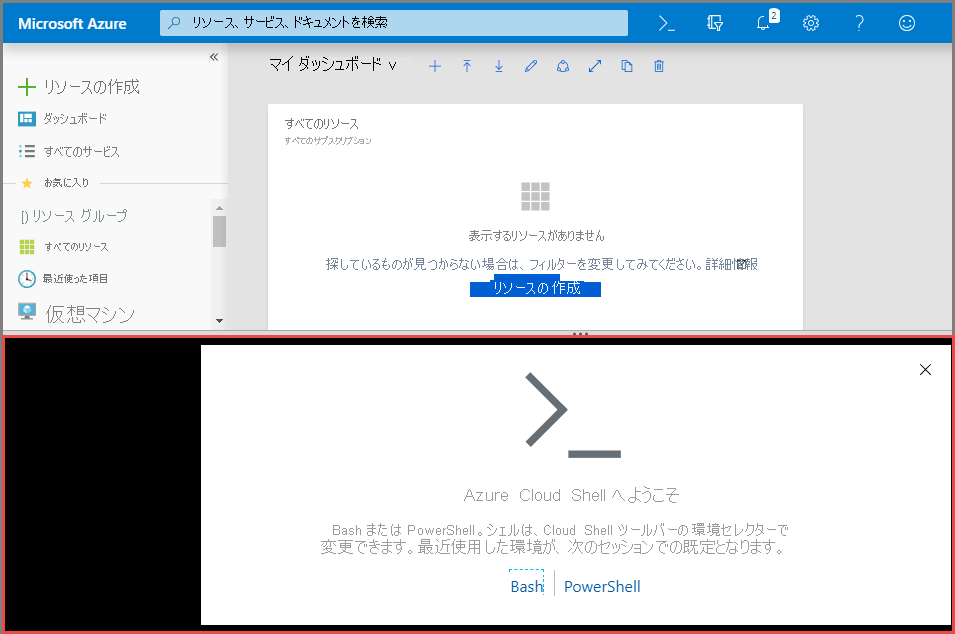 Microsoft Azure
リソース、サービス、ドキュメントを検索
2
?
«
リソースの作成
ダッシュボード
すべてのサービス
お気に入り
[) リソース グループ
すべてのリソース
最近使った項目
仮想マシン
マイ ダッシュボード ∨
すべてのリソース
すべてのサブスクリプション
表示するリソースがありません
探しているものが見つからない場合は、フィルターを変更してみてください。詳細情報
リソースの作成
Azure Cloud Shell へようこそ
Bash または PowerShell。シェルは、Cloud Shell ツールバーの環境セレクターで
変更できます。最近使用した環境が、次のセッションでの既定となります。
Bash
PowerShell